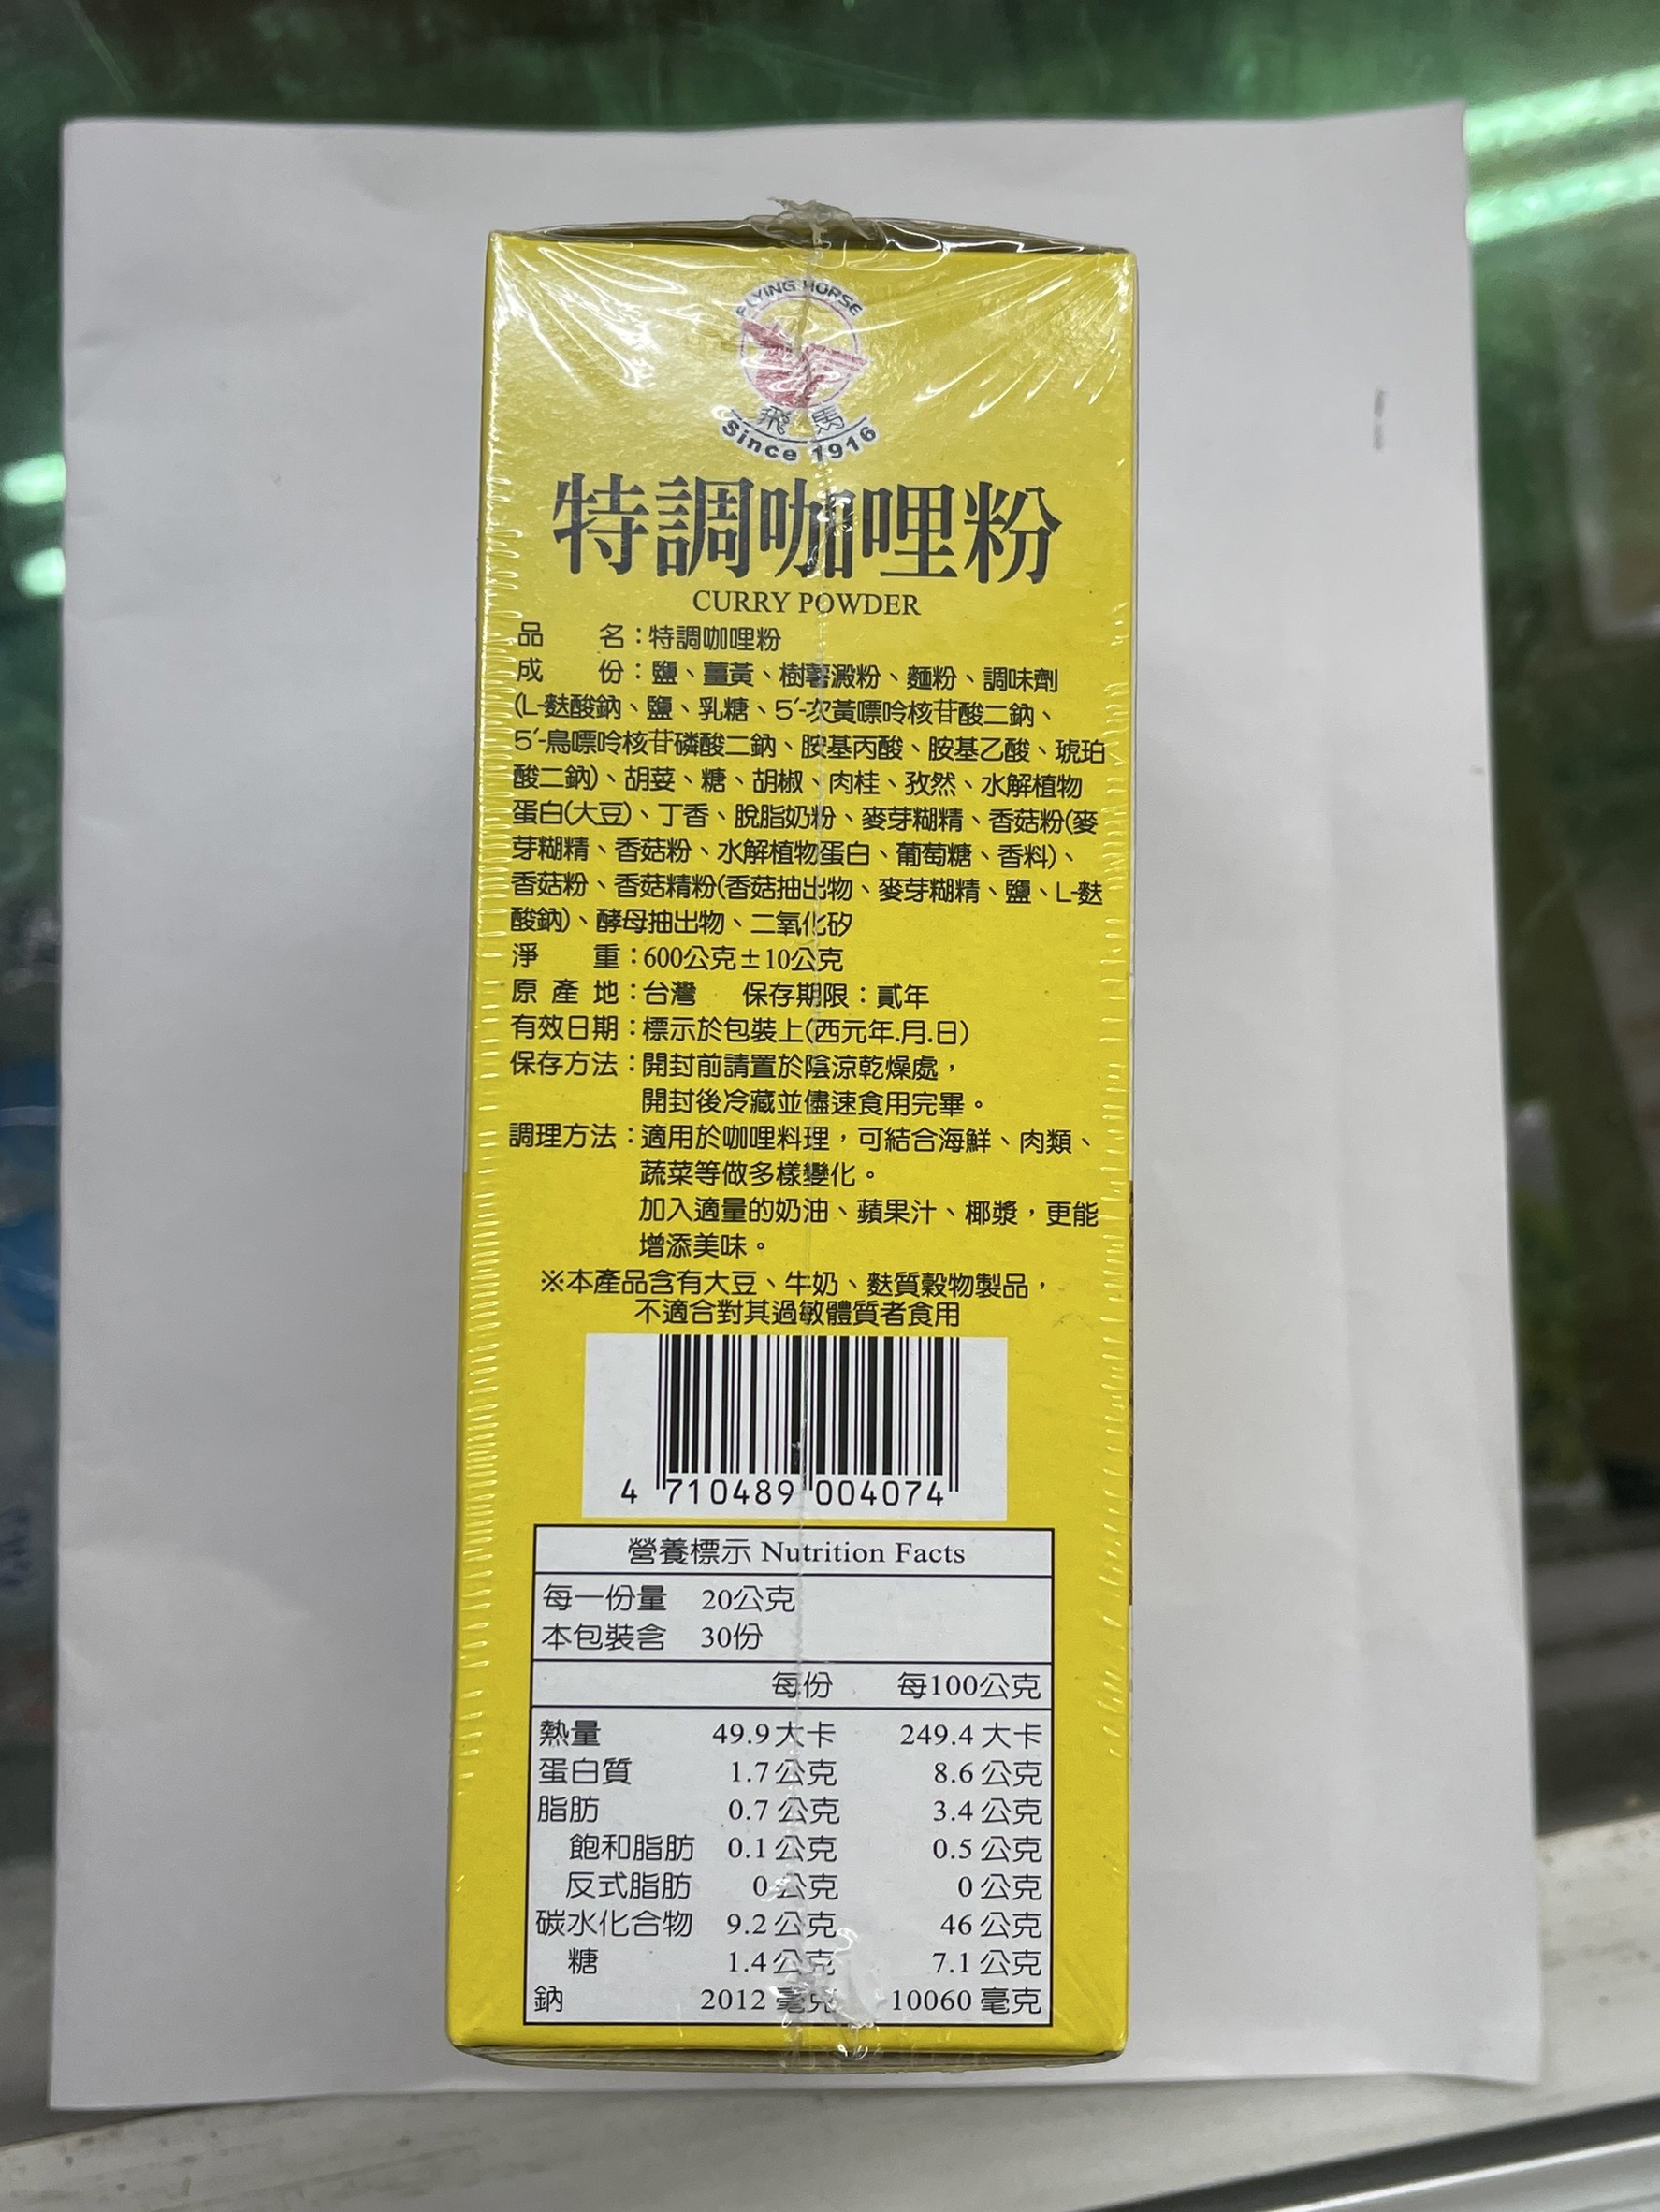 FLYING HORSE
飛馬
Since 1916
特調咖哩粉
CURRY POWDER
品名：特調咖哩粉
成份：鹽、薑黃、樹薯澱粉、麵粉、調味劑
(L-麩酸鈉、鹽、乳糖、5′-次黃嘌呤核苷酸二鈉、
5′-鳥嘌呤核苷磷酸二鈉、胺基丙酸、胺基乙酸、琥珀
酸二鈉)、胡荽、糖、胡椒、肉桂、孜然、水解植物
蛋白(大豆)、丁香、脫脂奶粉、麥芽糊精、香菇粉(麥
芽糊精、香菇粉、水解植物蛋白、葡萄糖、香料)、
香菇粉、香菇精粉(香菇抽出物、麥芽糊精、鹽、L-麩
酸鈉)、酵母抽出物、二氧化矽
淨重：600公克±10公克
原產地：台灣 保存期限：貳年
有效日期：標示於包裝上(西元年.月.日)
保存方法：開封前請置於陰涼乾燥處，
開封後冷藏並儘速食用完畢。
調理方法：適用於咖哩料理，可結合海鮮、肉類、
蔬菜等做多樣變化。
加入適量的奶油、蘋果汁、椰漿，更能
增添美味。
※本產品含有大豆、牛奶、麩質穀物製品，
不適合對其過敏體質者食用
4 710489 004074
營養標示 Nutrition Facts
每一份量 20公克
本包裝含 30份
每份 每100公克
熱量 49.9大卡 249.4大卡
蛋白質 1.7公克 8.6公克
脂肪 0.7公克 3.4公克
飽和脂肪 0.1公克 0.5公克
反式脂肪 0公克 0公克
碳水化合物 9.2公克 46公克
糖 1.4公克 7.1公克
鈉 2012毫克 10060毫克